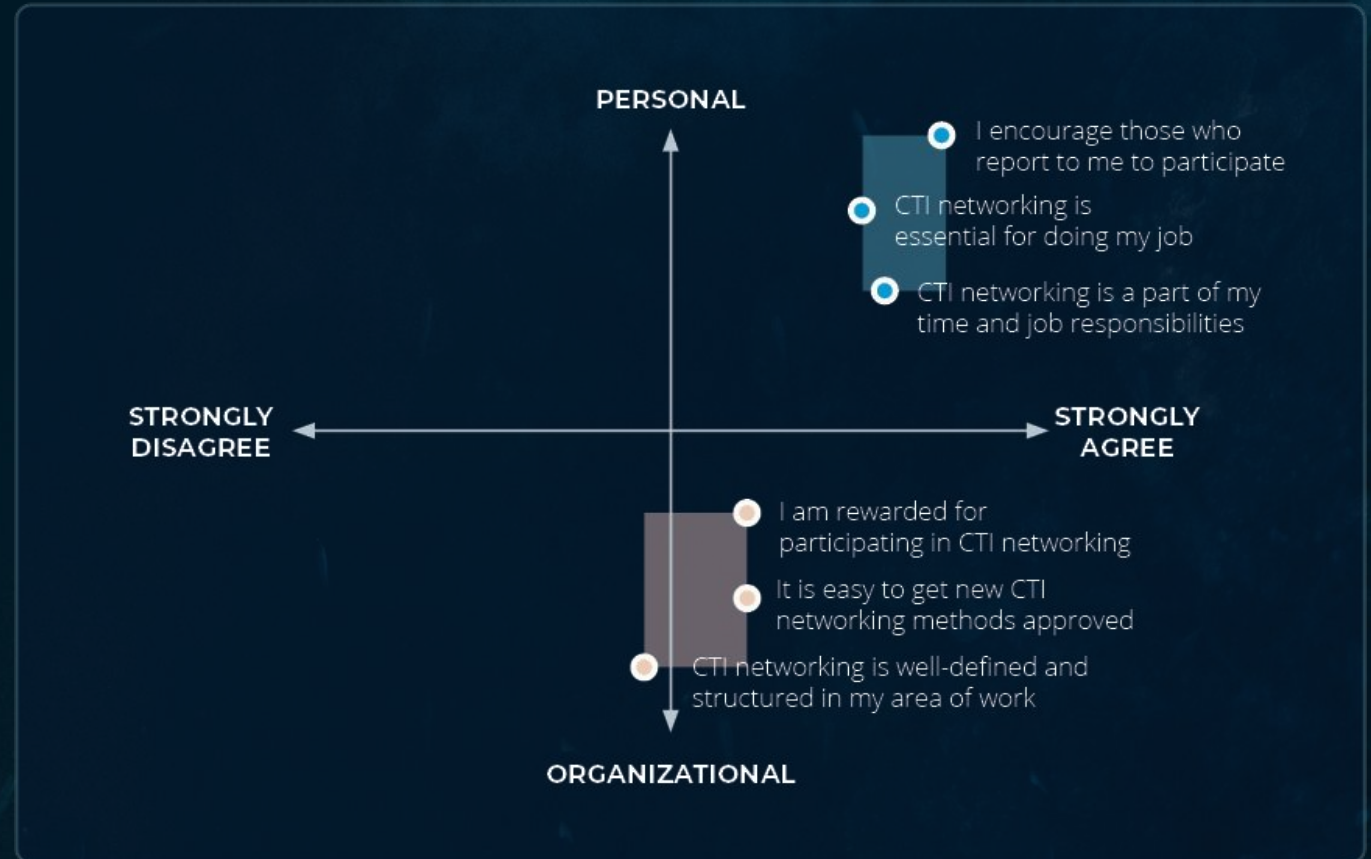 PERSONAL
I encourage those who
report to me to participate
CTI networking is
essential for doing my job
CTI networking is a part of my
time and job responsibilities
STRONGLY
DISAGREE
STRONGLY
AGREE
I am rewarded for
participating in CTI networking
It is easy to get new CTI
networking methods approved
CTI networking is well-defined and
structured in my area of work
ORGANIZATIONAL